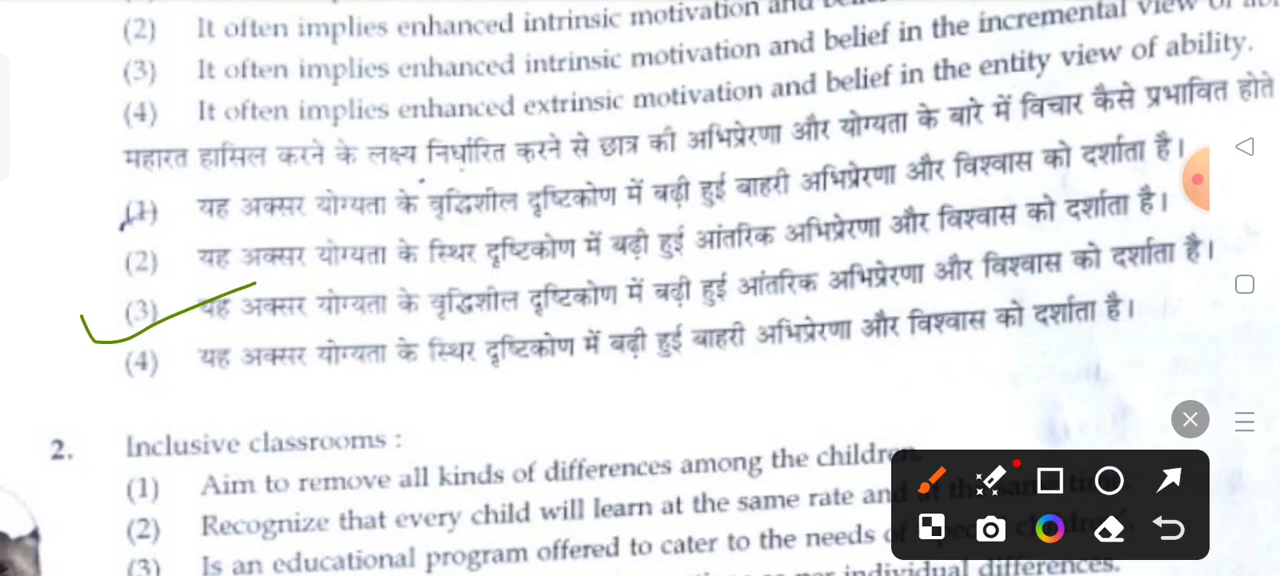 (2) It often implies enhanced intrinsic motivation and
(3) It often implies enhanced intrinsic motivation and belief in the incremental view of
(4) It often implies enhanced extrinsic motivation and belief in the entity view of ability.
महारत हासिल करने के लक्ष्य निर्धारित करने से छात्र की अभिप्रेरणा और योग्यता के बारे में विचार कैसे प्रभावित होते
(1) यह अक्सर योग्यता के वृद्धिशील दृष्टिकोण में बढ़ी हुई बाहरी अभिप्रेरणा और विश्वास को दर्शाता है।
(2) यह अक्सर योग्यता के स्थिर दृष्टिकोण में बढ़ी हुई आंतरिक अभिप्रेरणा और विश्वास को दर्शाता है।
(3) यह अक्सर योग्यता के वृद्धिशील दृष्टिकोण में बढ़ी हुई आंतरिक अभिप्रेरणा और विश्वास को दर्शाता है।
(4) यह अक्सर योग्यता के स्थिर दृष्टिकोण में बढ़ी हुई बाहरी अभिप्रेरणा और विश्वास को दर्शाता है।
2. Inclusive classrooms :
(1) Aim to remove all kinds of differences among the children.
(2) Recognize that every child will learn at the same rate and
(3) Is an educational program offered to cater to the needs
individual differences.